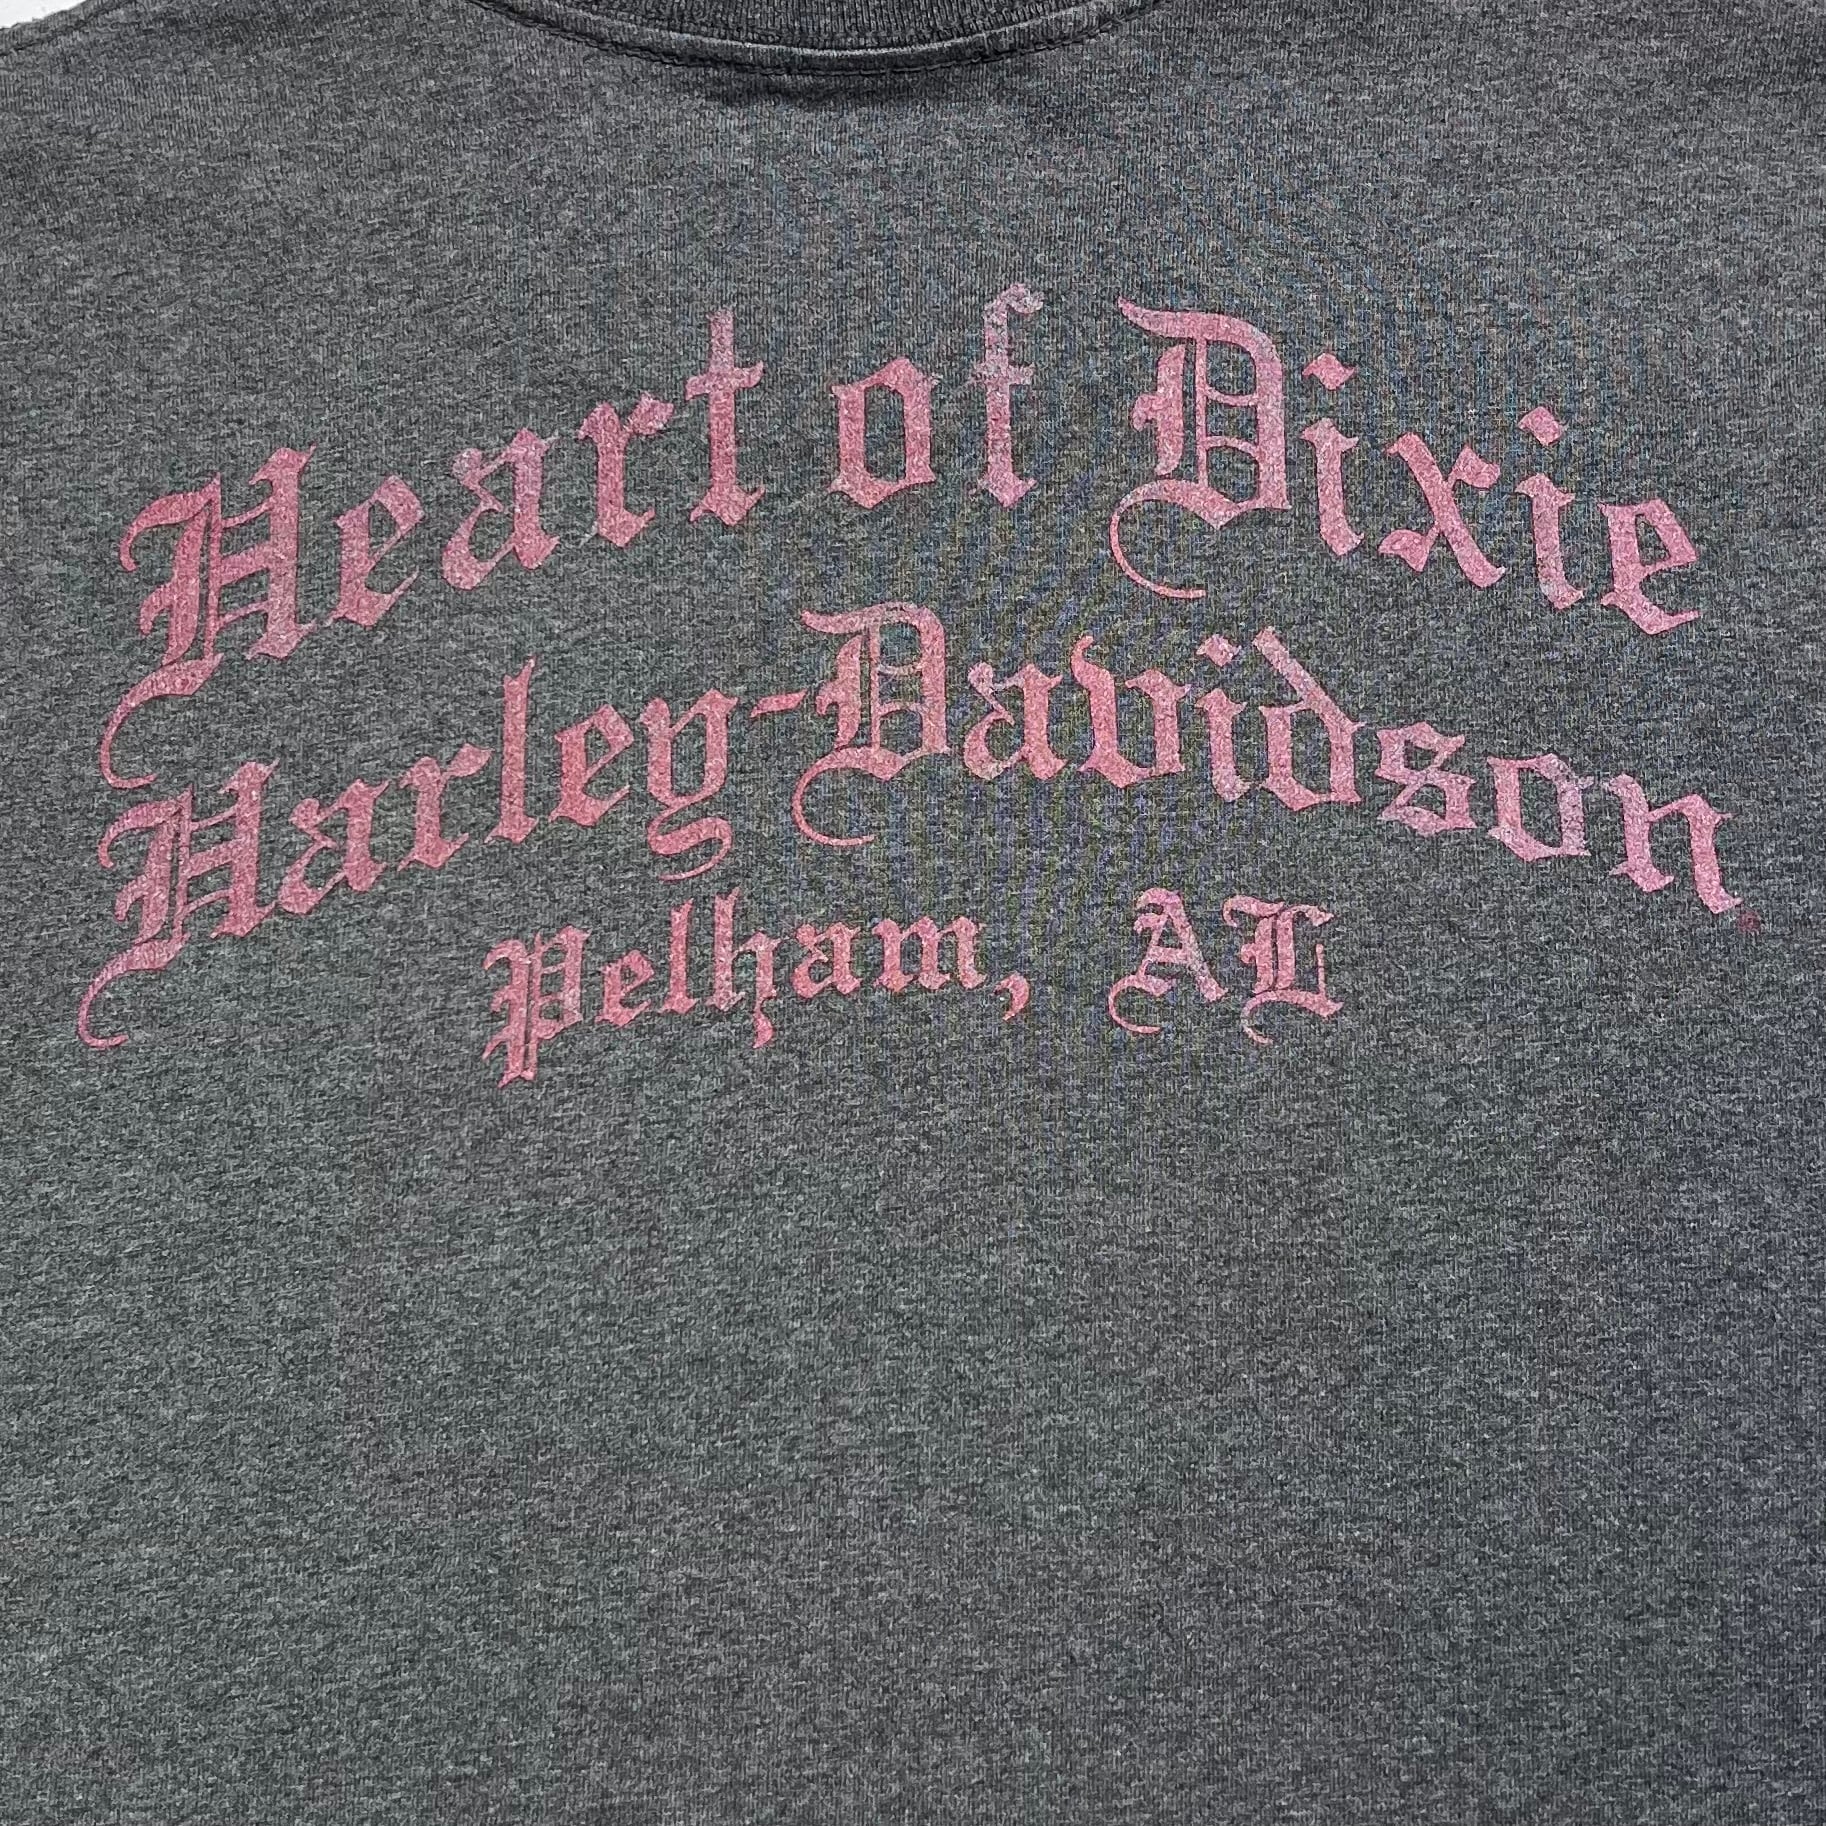 Heart of Dixie
Harley-Davidson
Pelham, AL